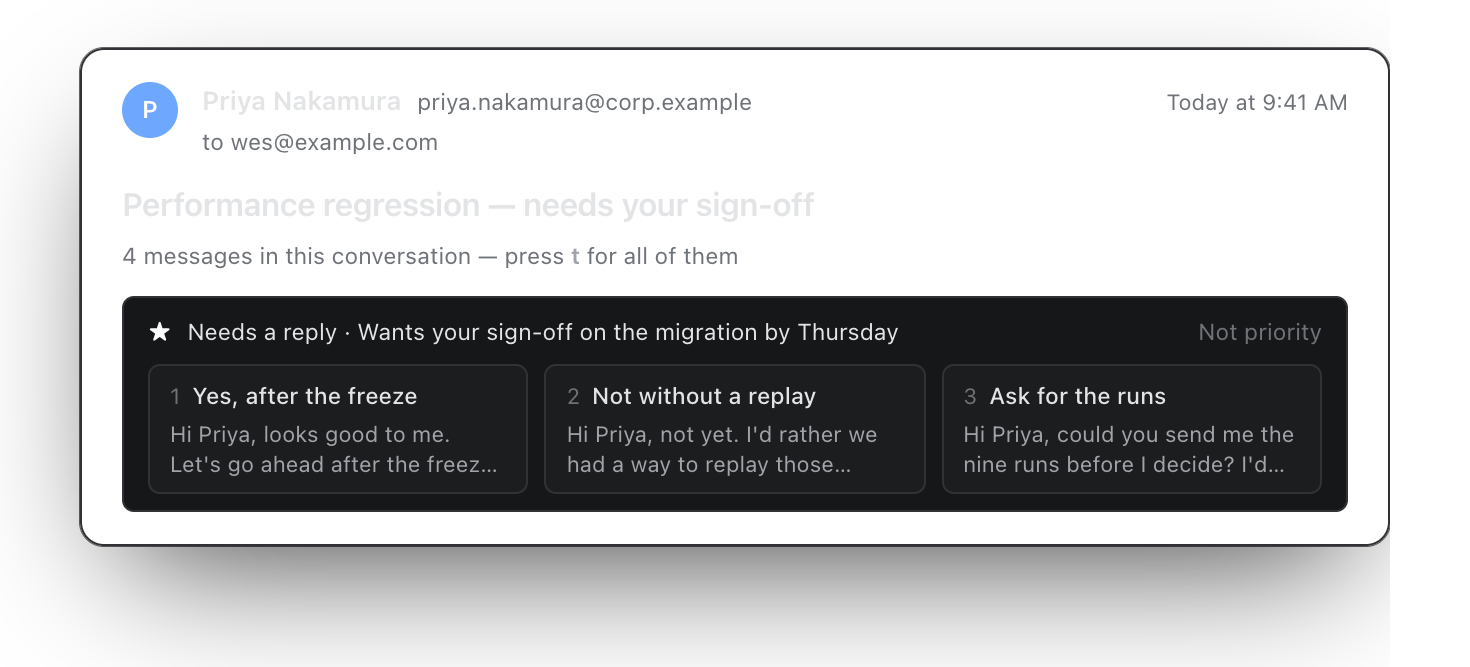 P
Priya Nakamura priya.nakamura@corp.example Today at 9:41 AM
to wes@example.com
Performance regression — needs your sign-off
4 messages in this conversation — press t for all of them
★ Needs a reply · Wants your sign-off on the migration by Thursday Not priority
1 Yes, after the freeze
Hi Priya, looks good to me.
Let's go ahead after the freez...
2 Not without a replay
Hi Priya, not yet. I'd rather we
had a way to replay those...
3 Ask for the runs
Hi Priya, could you send me the
nine runs before I decide? I'd...